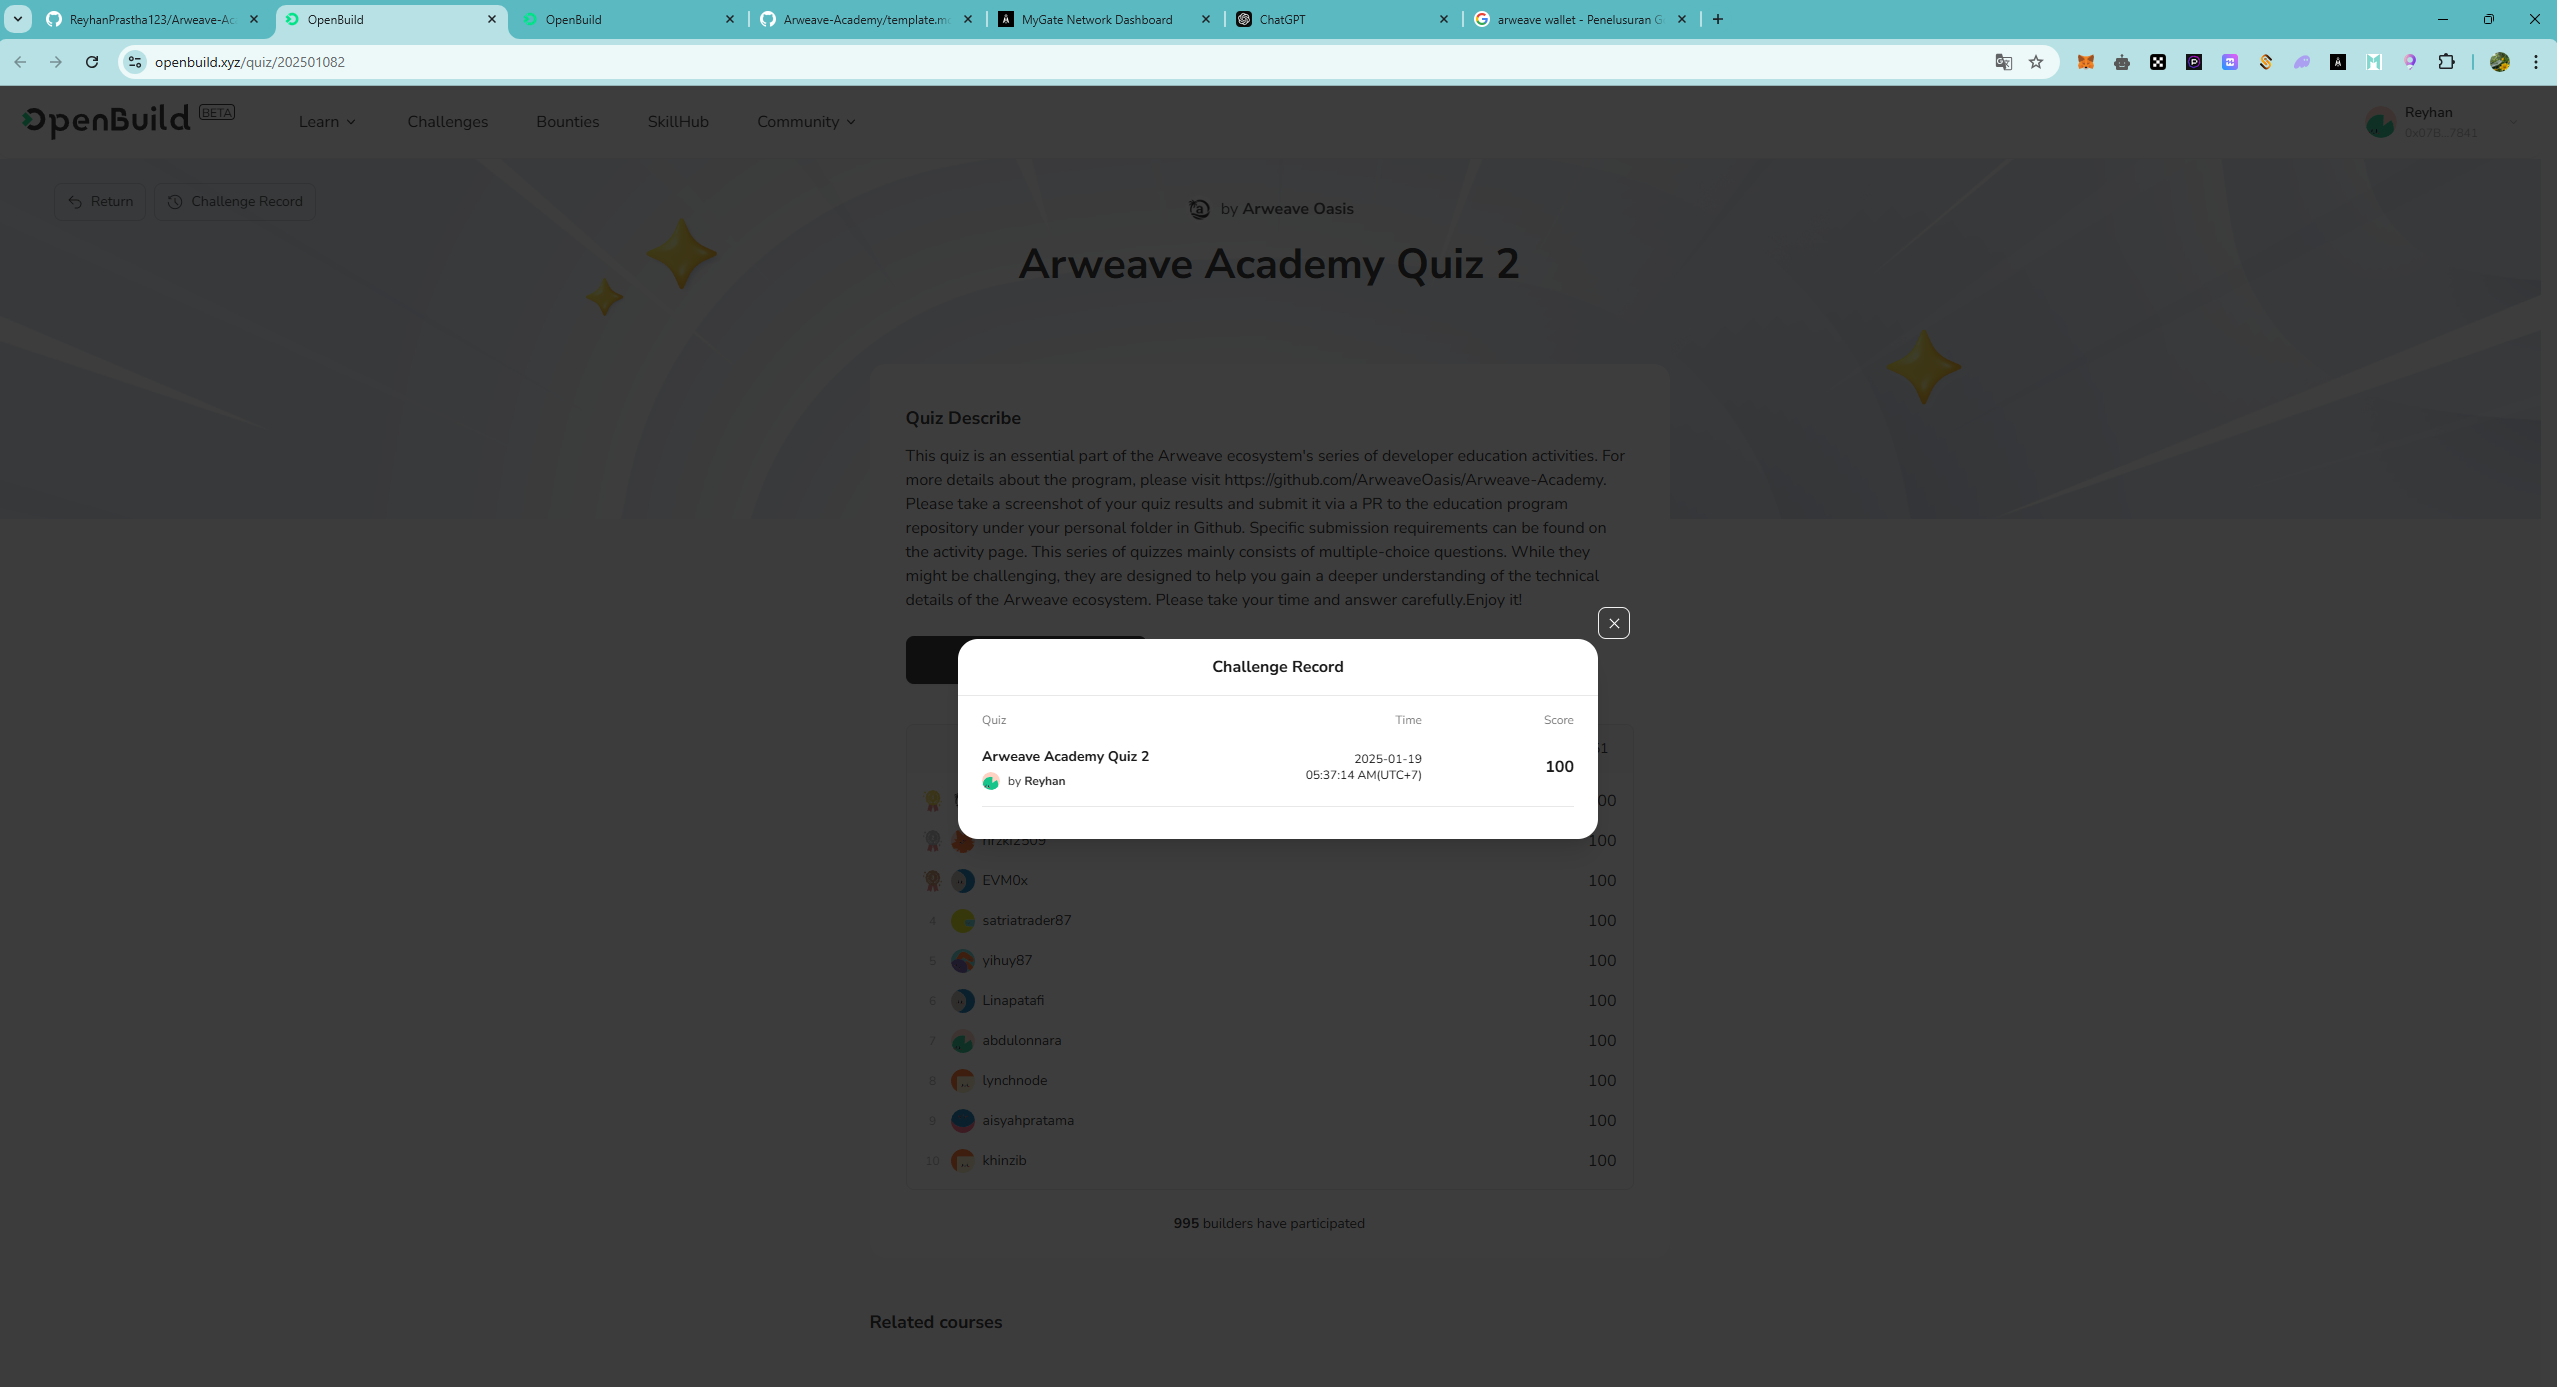 ReyhanPrastha123/Arweave-Ac
OpenBuild
OpenBuild
Arweave-Academy/template.mc
MyGate Network Dashboard
ChatGPT
arweave wallet - Penelusuran G
openbuild.xyz/quiz/202501082
OpenBuild BETA
Learn
Challenges
Bounties
SkillHub
Community
Reyhan
0x07B...7841
Return
Challenge Record
by Arweave Oasis
Arweave Academy Quiz 2
Quiz Describe
This quiz is an essential part of the Arweave ecosystem's series of developer education activities. For
more details about the program, please visit https://github.com/ArweaveOasis/Arweave-Academy.
Please take a screenshot of your quiz results and submit it via a PR to the education program
repository under your personal folder in Github. Specific submission requirements can be found on
the activity page. This series of quizzes mainly consists of multiple-choice questions. While they
might be challenging, they are designed to help you gain a deeper understanding of the technical
details of the Arweave ecosystem. Please take your time and answer carefully.Enjoy it!
Challenge Record
Quiz Time Score
Arweave Academy Quiz 2
by Reyhan
2025-01-19
05:37:14 AM(UTC+7)
100
100
EVM0x 100
4 satriatrader87 100
5 yihuy87 100
6 Linapatafi 100
7 abdulonnara 100
8 lynchnode 100
9 aisyahpratama 100
10 khinzib 100
995 builders have participated
Related courses